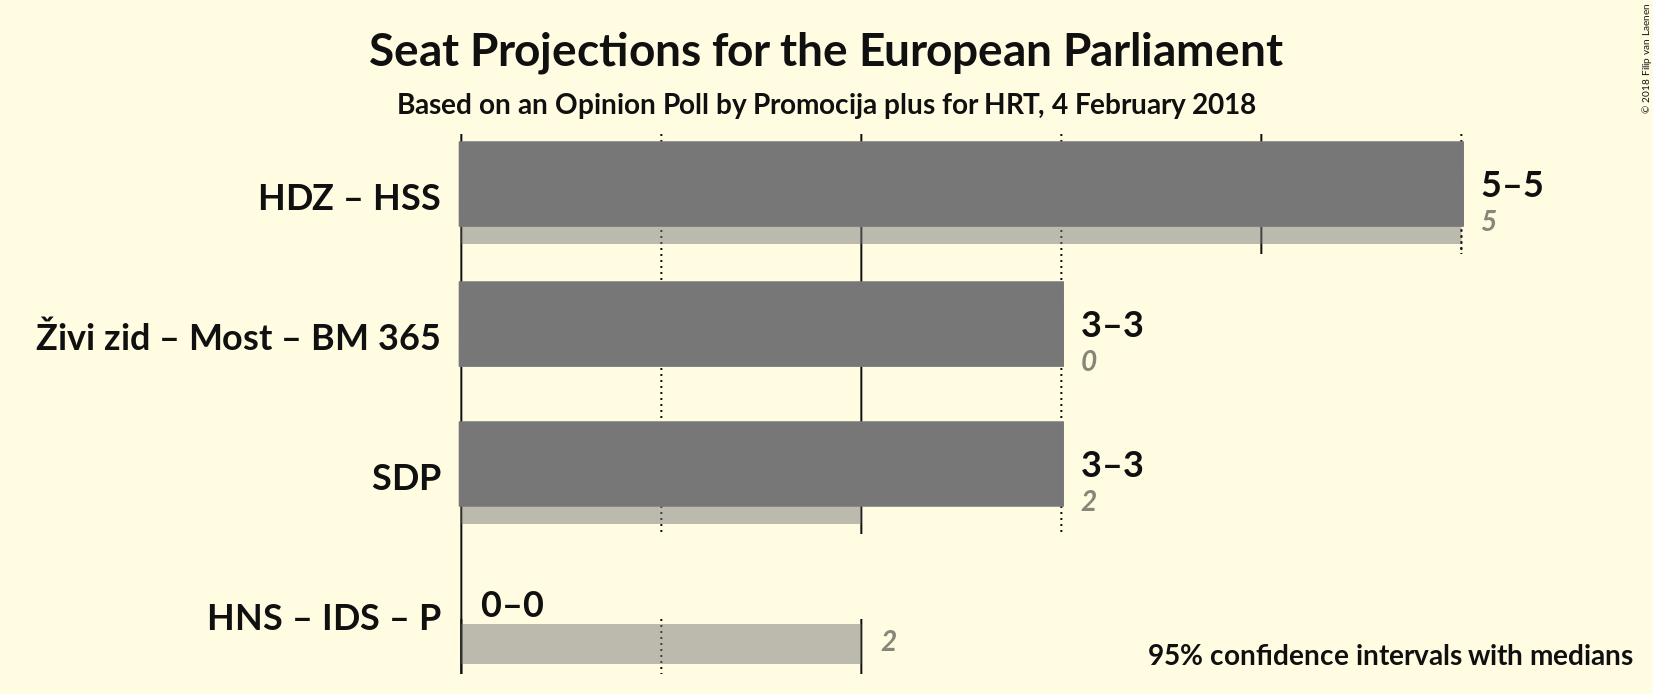 Seat Projections for the European Parliament
Based on an Opinion Poll by Promocija plus for HRT, 4 February 2018
© 2018 Filip van Laenen
HDZ – HSS
5–5
5
Živi zid – Most – BM 365
3–3
0
SDP
3–3
2
HNS – IDS – P
0–0
2
95% confidence intervals with medians